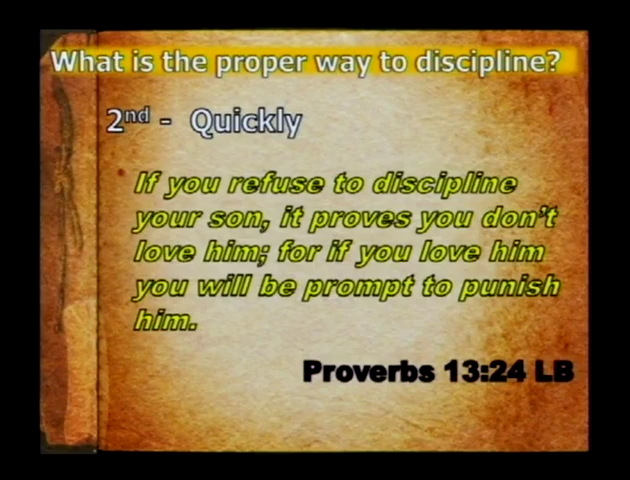 What is the proper way to discipline?
2nd - Quickly
If you refuse to discipline
your son, it proves you don't
love him; for if you love him
you will be prompt to punish
him.
Proverbs 13:24 LB